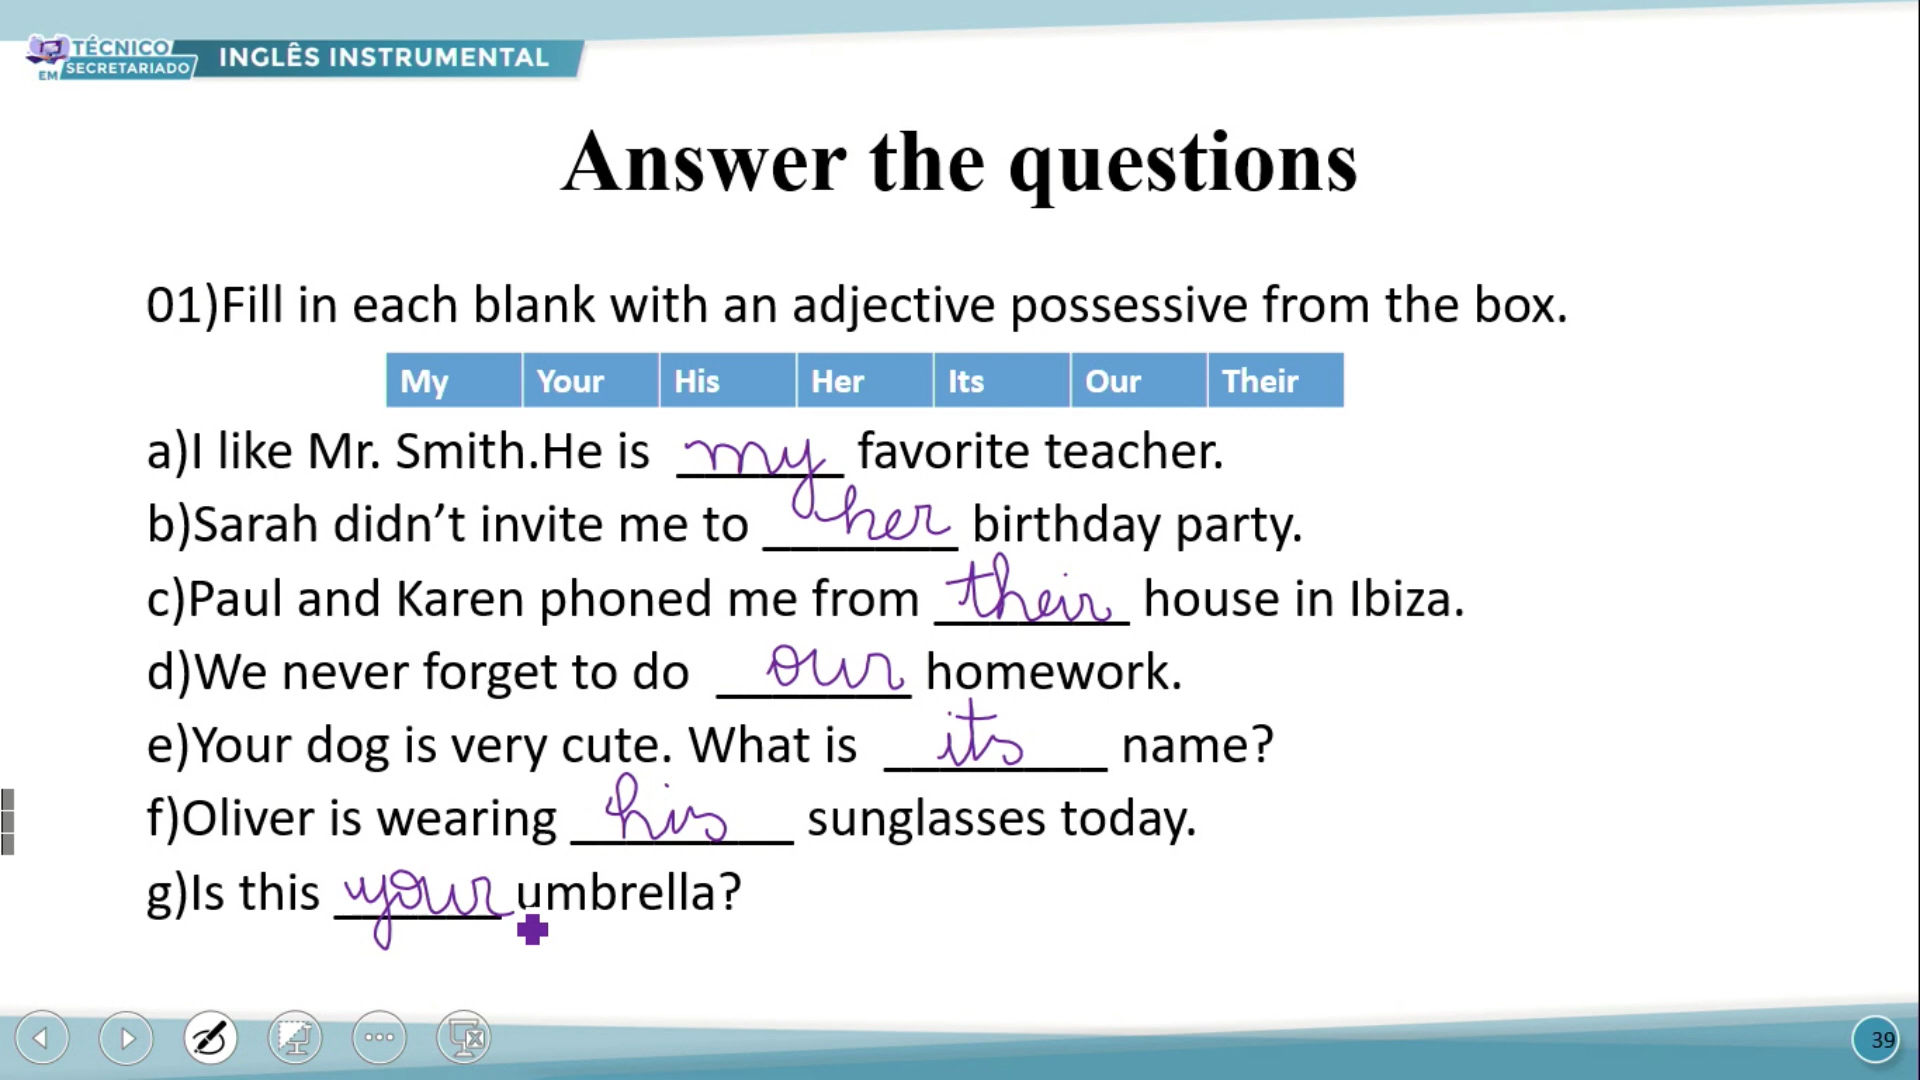 TÉCNICO
EM SECRETARIADO
INGLÊS INSTRUMENTAL
Answer the questions
01)Fill in each blank with an adjective possessive from the box.
My Your His Her Its Our Their
a)I like Mr. Smith.He is my favorite teacher.
b)Sarah didn’t invite me to her birthday party.
c)Paul and Karen phoned me from their house in Ibiza.
d)We never forget to do our homework.
e)Your dog is very cute. What is its name?
f)Oliver is wearing his sunglasses today.
g)Is this your umbrella?
39